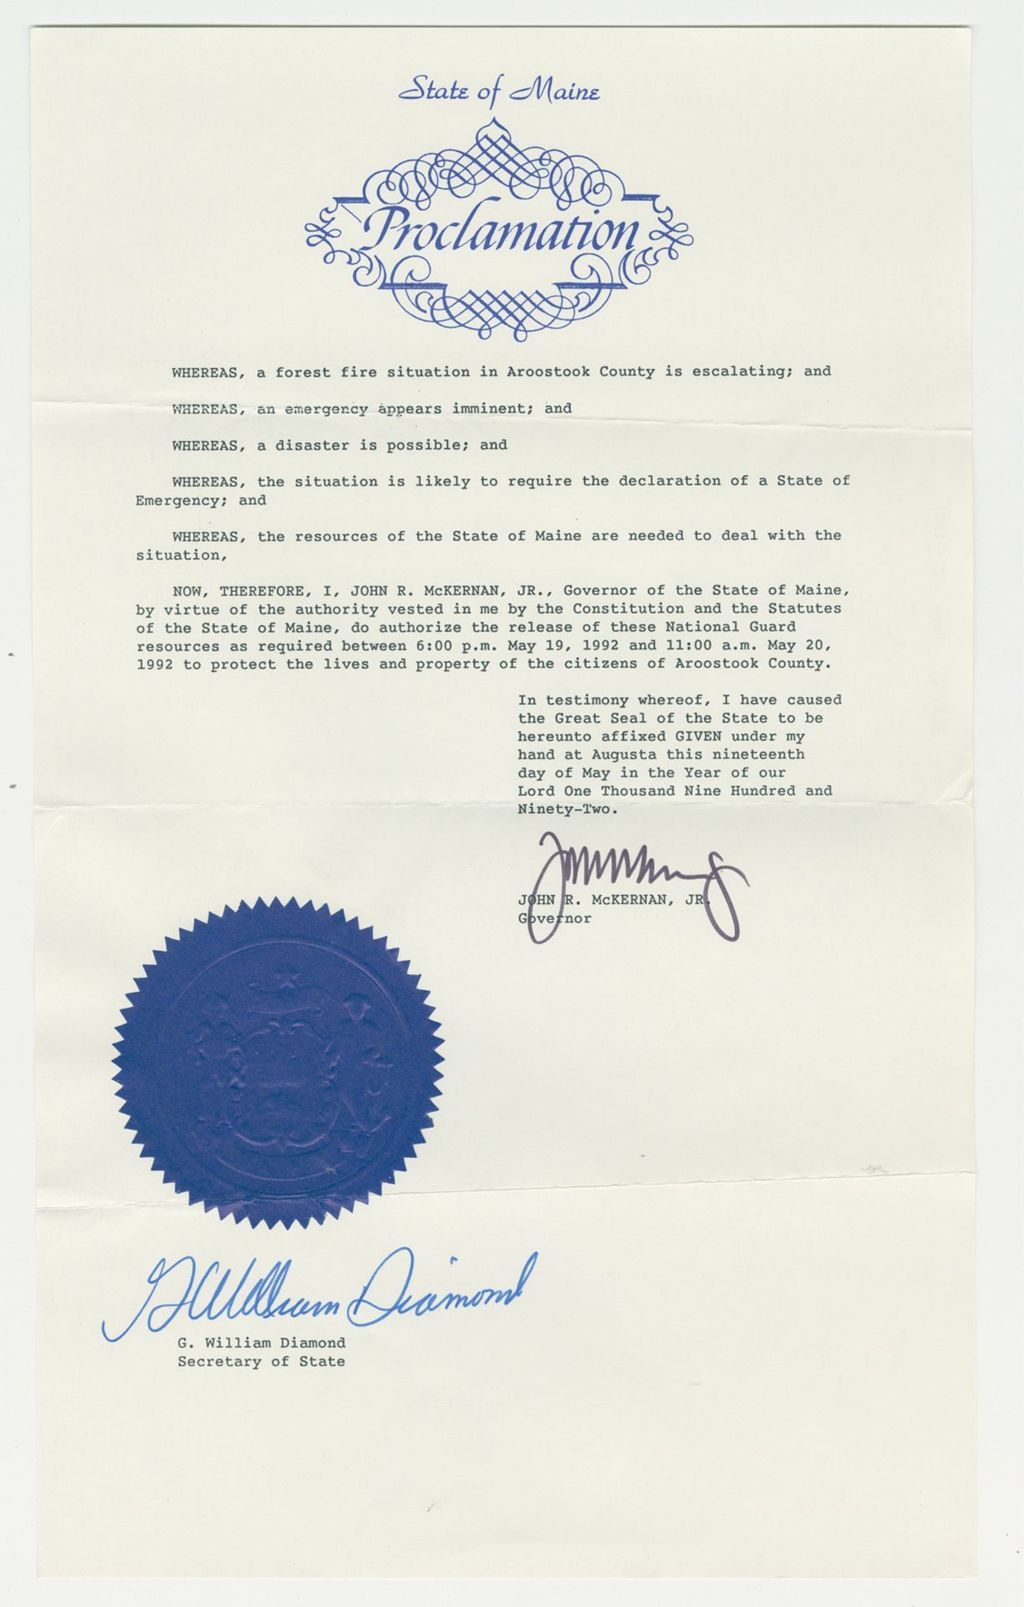 State of Maine
Proclamation
WHEREAS, a forest fire situation in Aroostook County is escalating; and
WHEREAS, an emergency appears imminent; and
WHEREAS, a disaster is possible; and
WHEREAS, the situation is likely to require the declaration of a State of
Emergency; and
WHEREAS, the resources of the State of Maine are needed to deal with the
situation,
NOW, THEREFORE, I, JOHN R. McKERNAN, JR., Governor of the State of Maine,
by virtue of the authority vested in me by the Constitution and the Statutes
of the State of Maine, do authorize the release of these National Guard
resources as required between 6:00 p.m. May 19, 1992 and 11:00 a.m. May 20,
1992 to protect the lives and property of the citizens of Aroostook County.
In testimony whereof, I have caused
the Great Seal of the State to be
hereunto affixed GIVEN under my
hand at Augusta this nineteenth
day of May in the Year of our
Lord One Thousand Nine Hundred and
Ninety-Two.
JOHN R. McKERNAN, JR.
Governor
G William Diamond
G. William Diamond
Secretary of State